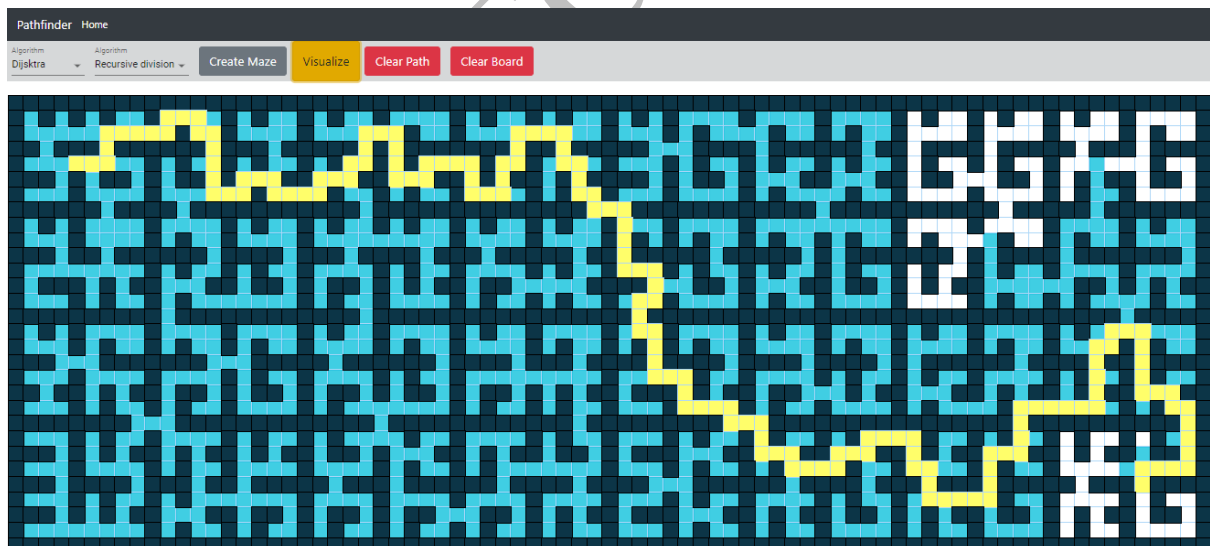 Pathfinder Home
Algorithm Algorithm
Dijsktra Recursive division Create Maze Visualize Clear Path Clear Board